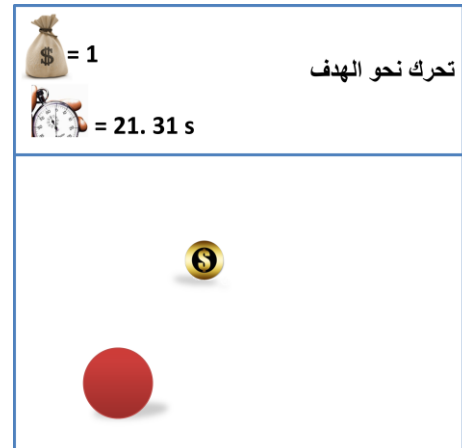 = 1
تحرك نحو الهدف
= 21. 31 s
$
$